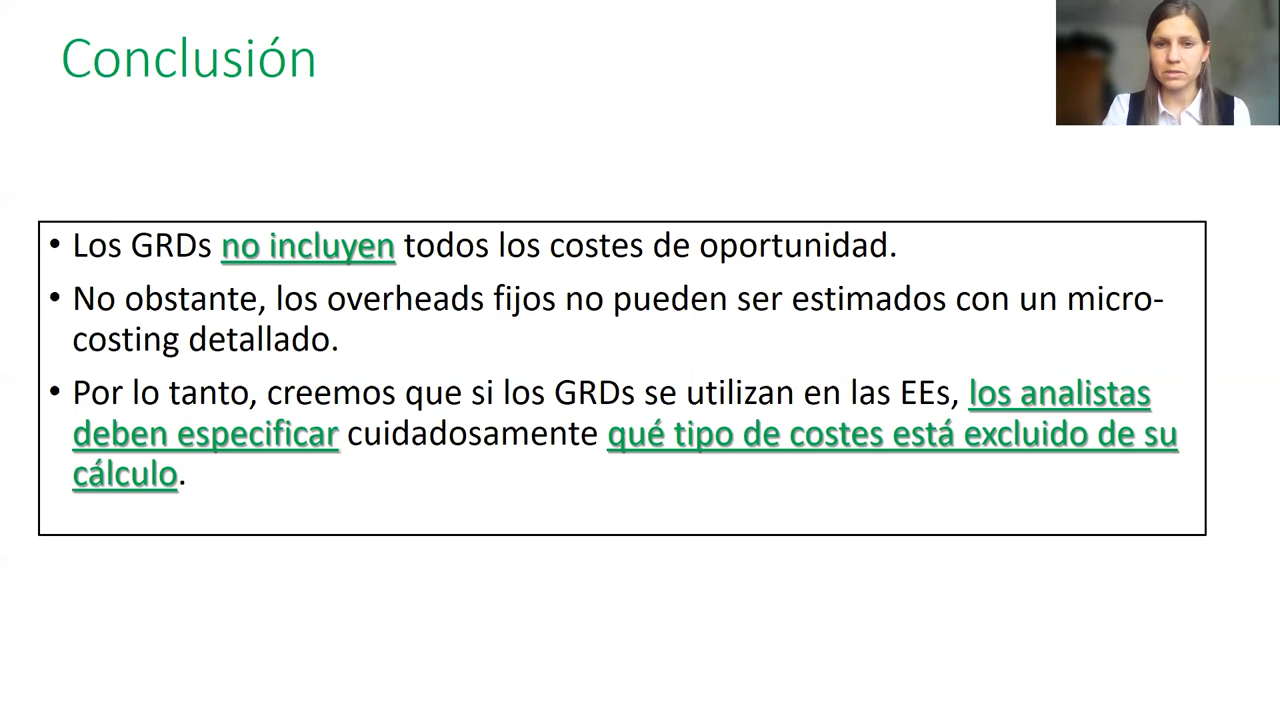 Conclusión
• Los GRDs no incluyen todos los costes de oportunidad.
• No obstante, los overheads fijos no pueden ser estimados con un micro-
costing detallado.
• Por lo tanto, creemos que si los GRDs se utilizan en las EEs, los analistas
deben especificar cuidadosamente qué tipo de costes está excluido de su
cálculo.